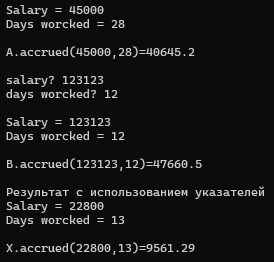 Salary = 45000
Days worcked = 28
A.accrued(45000,28)=40645.2
salary? 123123
days worcked? 12
Salary = 123123
Days worcked = 12
B.accrued(123123,12)=47660.5
Результат с использованием указателей
Salary = 22800
Days worcked = 13
X.accrued(22800,13)=9561.29